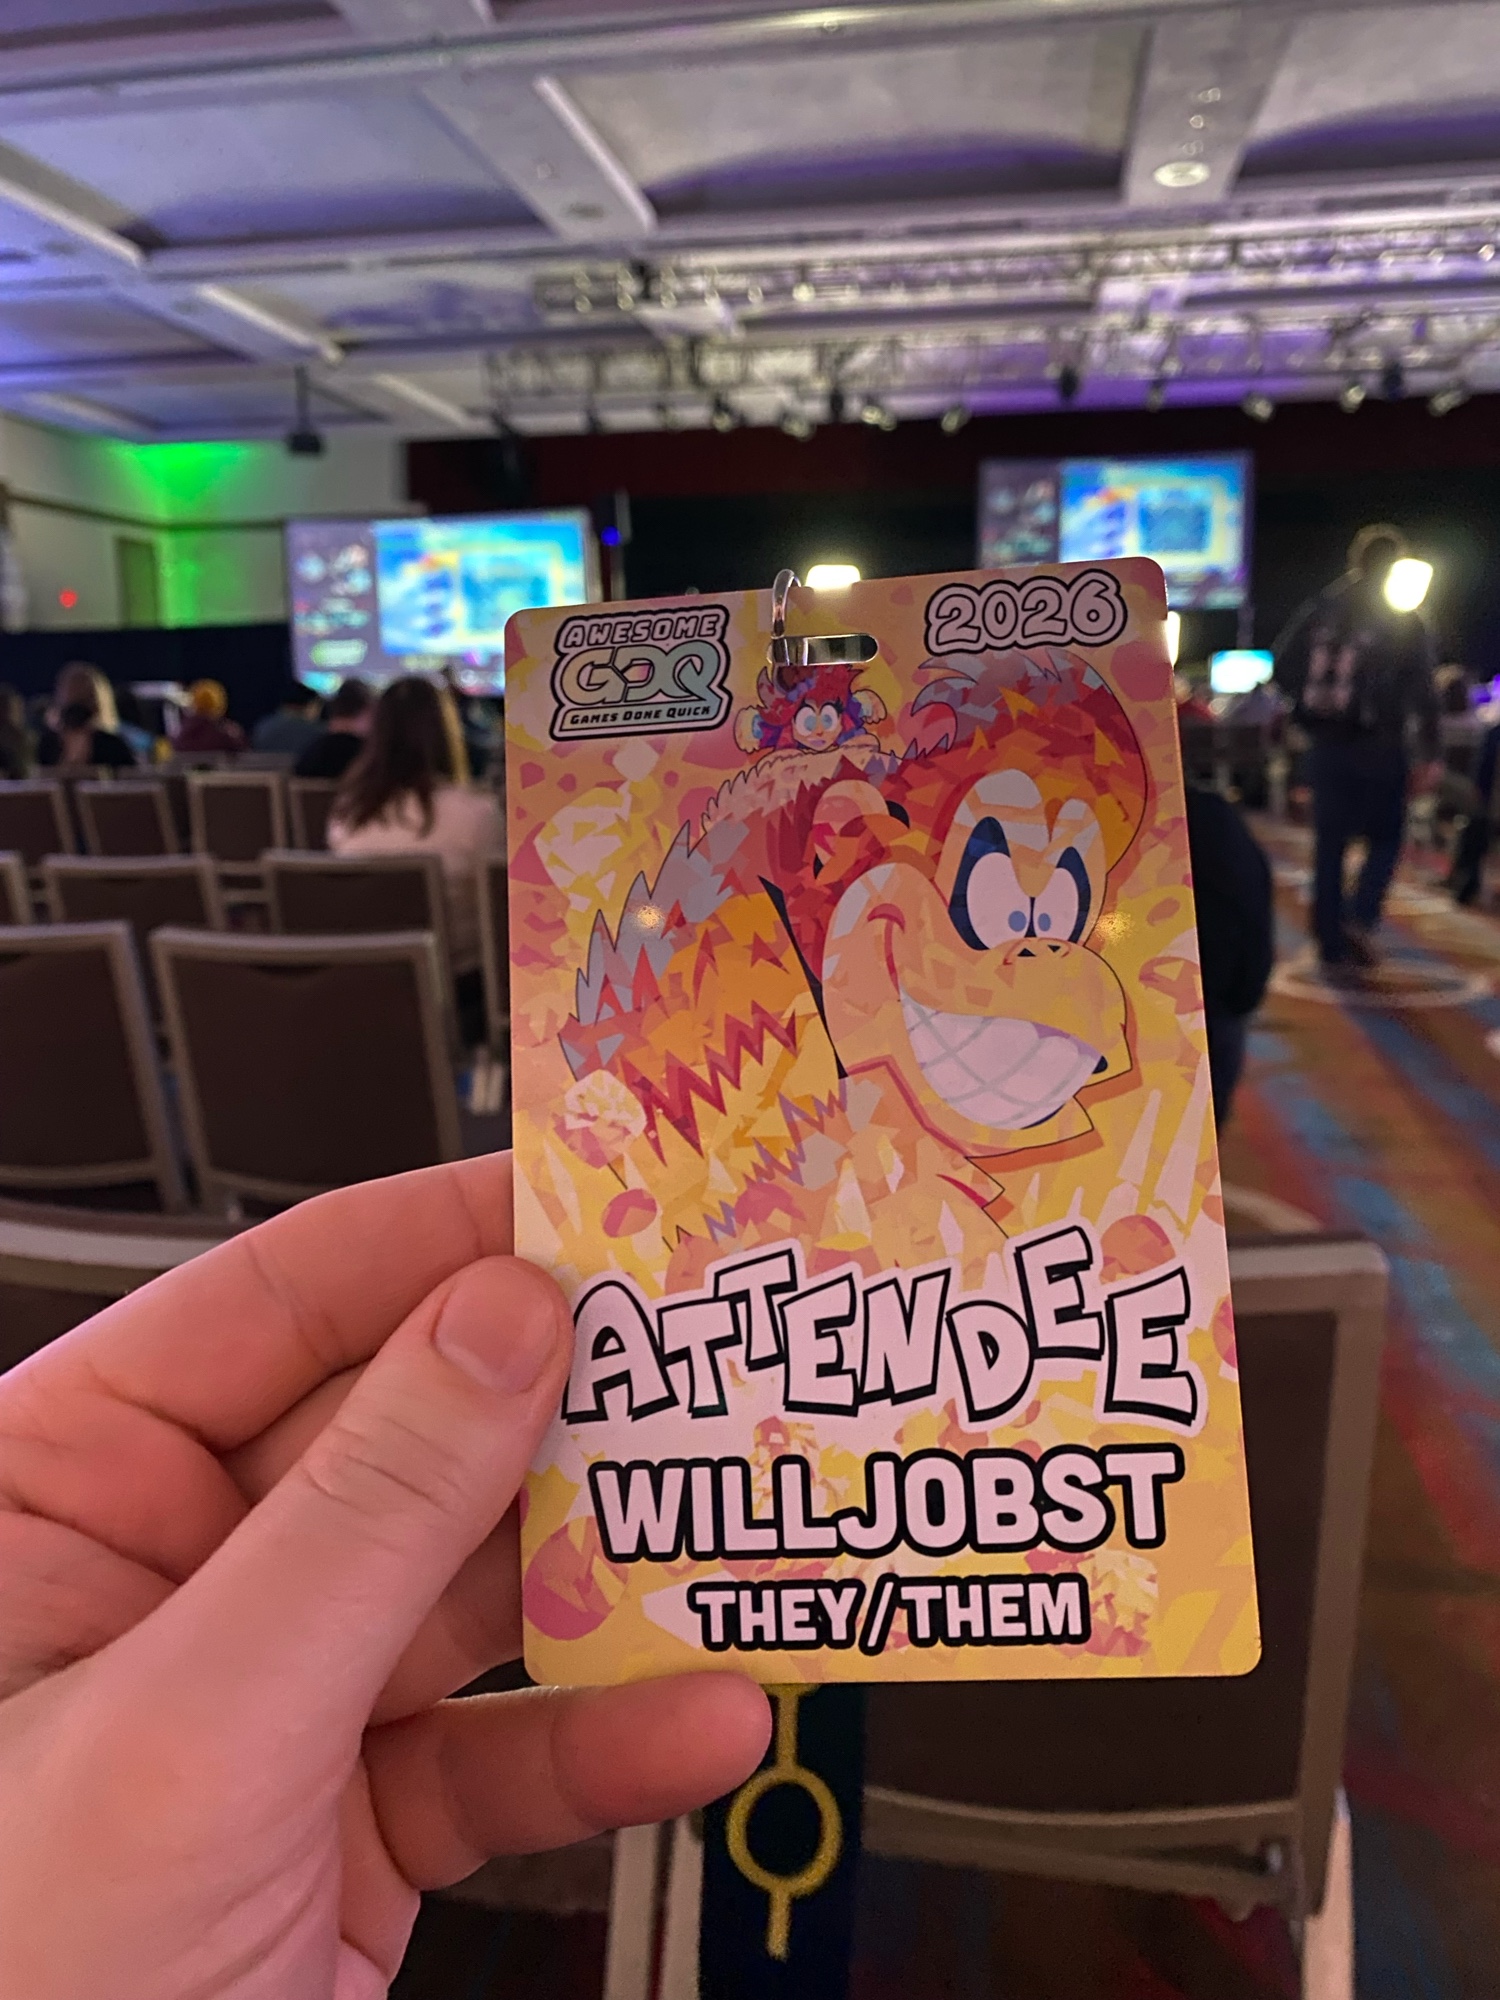 AWESOME
GDQ
GAMES DONE QUICK
2026
ATTENDEE
WILLJOBST
THEY/THEM